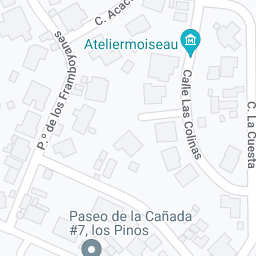 C. Acac
Ateliermoiseau
P.º de los Framboyanes
Calle Las Colinas
C. La Cuesta
Paseo de la Cañada
#7, los Pinos